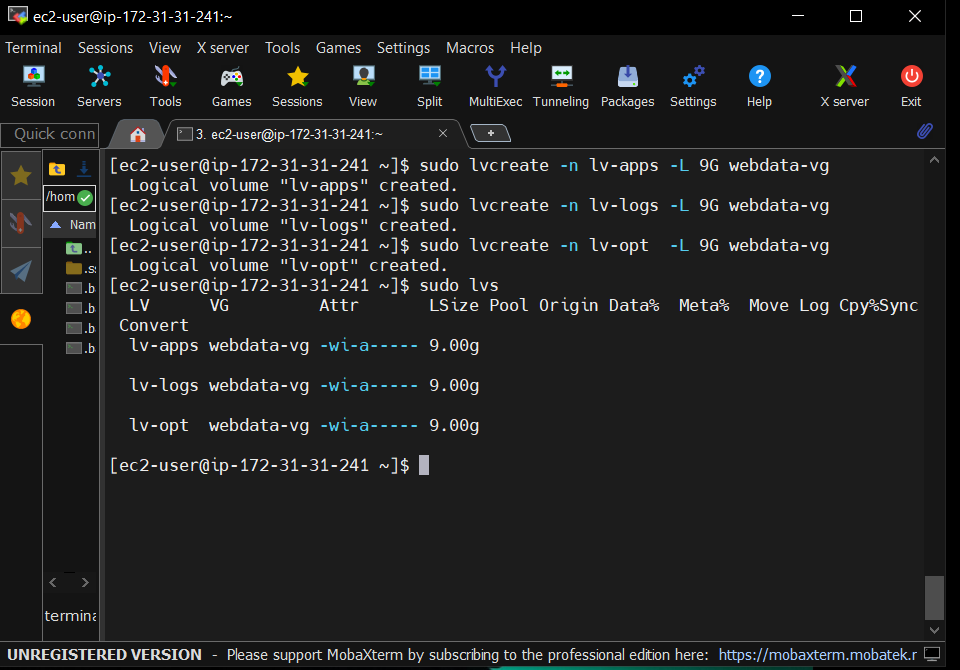 ec2-user@ip-172-31-31-241:~
Terminal Sessions View X server Tools Games Settings Macros Help
Session Servers Tools Games Sessions View Split MultiExec Tunneling Packages Settings Help X server Exit
Quick conn
3. ec2-user@ip-172-31-31-241:~
/hom
Nam
..
.s
.b
.b
.b
.b
termina
[ec2-user@ip-172-31-31-241 ~]$ sudo lvcreate -n lv-apps -L 9G webdata-vg
Logical volume "lv-apps" created.
[ec2-user@ip-172-31-31-241 ~]$ sudo lvcreate -n lv-logs -L 9G webdata-vg
Logical volume "lv-logs" created.
[ec2-user@ip-172-31-31-241 ~]$ sudo lvcreate -n lv-opt  -L 9G webdata-vg
Logical volume "lv-opt" created.
[ec2-user@ip-172-31-31-241 ~]$ sudo lvs
LV      VG         Attr       LSize Pool Origin Data%  Meta%  Move Log Cpy%Sync
Convert
lv-apps webdata-vg -wi-a----- 9.00g
lv-logs webdata-vg -wi-a----- 9.00g
lv-opt  webdata-vg -wi-a----- 9.00g
[ec2-user@ip-172-31-31-241 ~]$
UNREGISTERED VERSION - Please support MobaXterm by subscribing to the professional edition here: https://mobaxterm.mobatek.r